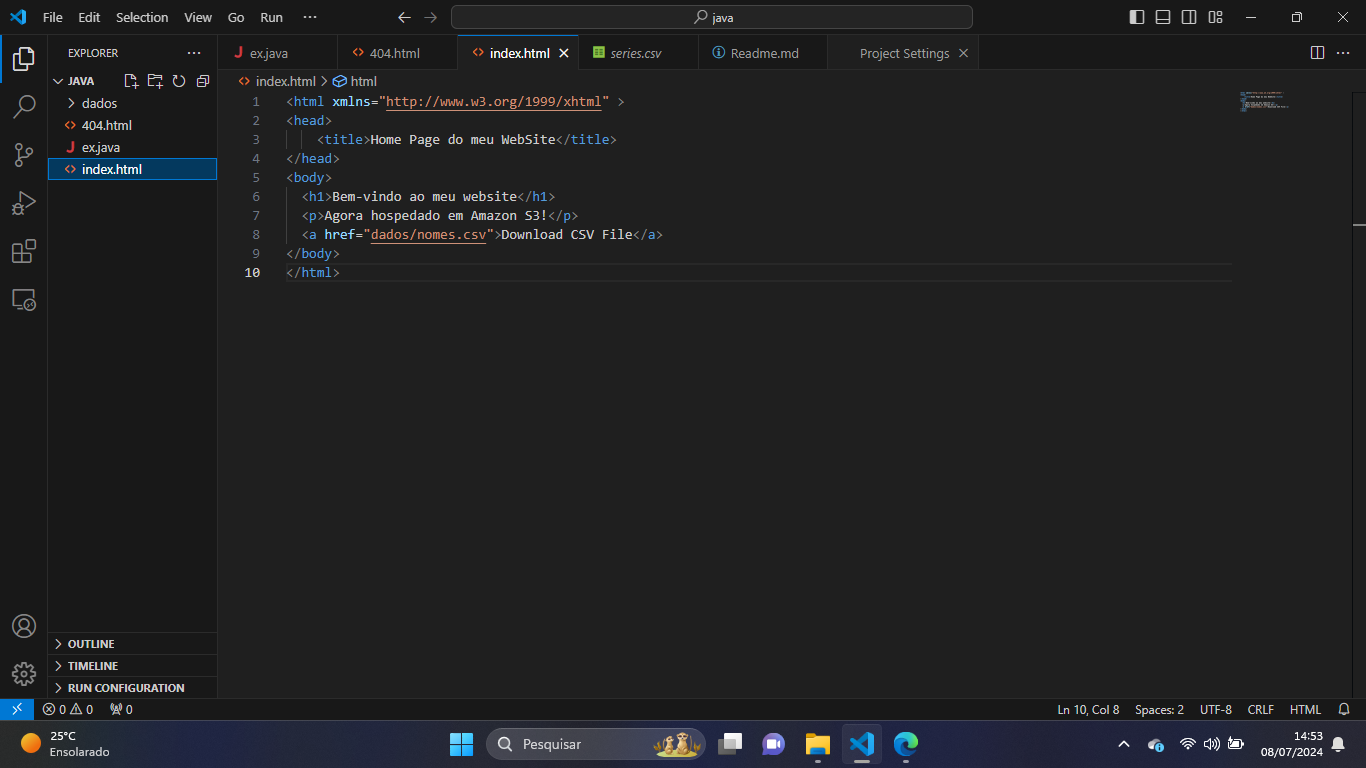 File Edit Selection View Go Run ··· java
EXPLORER ···
ex.java 404.html index.html series.csv Readme.md Project Settings
JAVA
dados
404.html
ex.java
index.html
index.html > html
1 <html xmlns="http://www.w3.org/1999/xhtml" >
2 <head>
3 <title>Home Page do meu WebSite</title>
4 </head>
5 <body>
6 <h1>Bem-vindo ao meu website</h1>
7 <p>Agora hospedado em Amazon S3!</p>
8 <a href="dados/nomes.csv">Download CSV File</a>
9 </body>
10 </html>
OUTLINE
TIMELINE
RUN CONFIGURATION
0 0 0 Ln 10, Col 8 Spaces: 2 UTF-8 CRLF HTML
25°C
Ensolarado
Pesquisar
14:53
08/07/2024